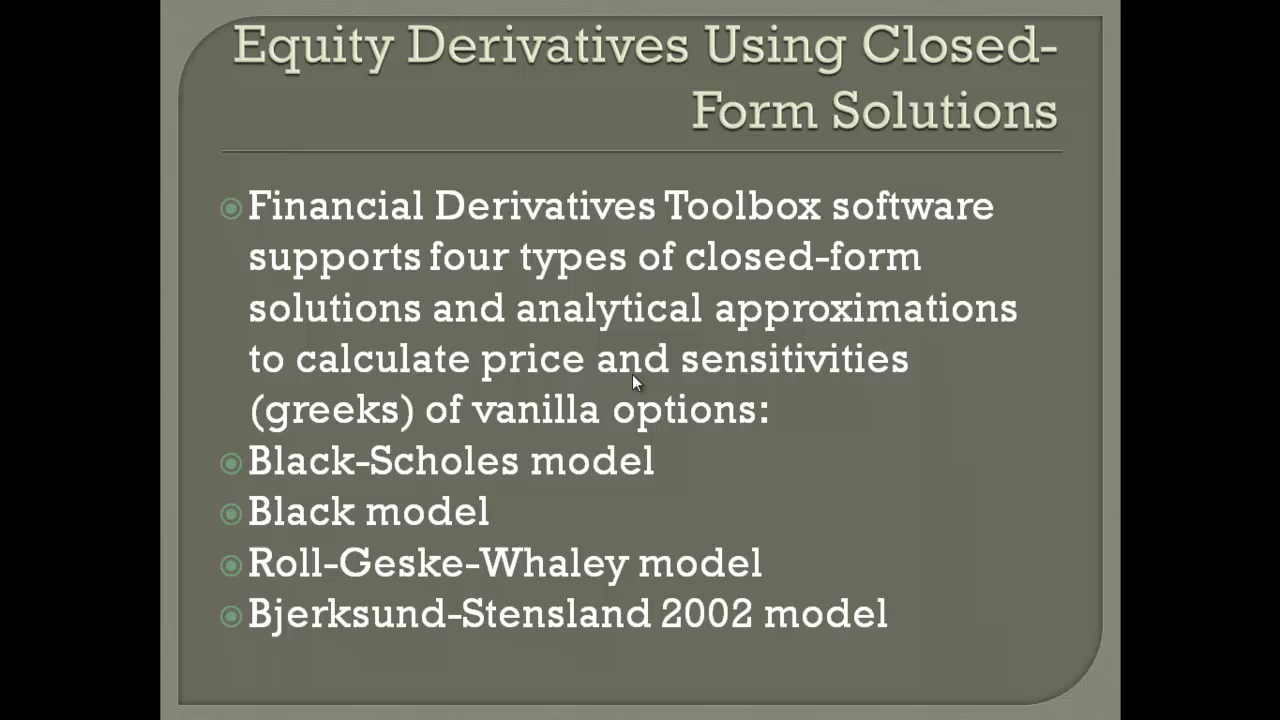 Equity Derivatives Using Closed-
Form Solutions
Financial Derivatives Toolbox software
supports four types of closed-form
solutions and analytical approximations
to calculate price and sensitivities
(greeks) of vanilla options:
Black-Scholes model
Black model
Roll-Geske-Whaley model
Bjerksund-Stensland 2002 model